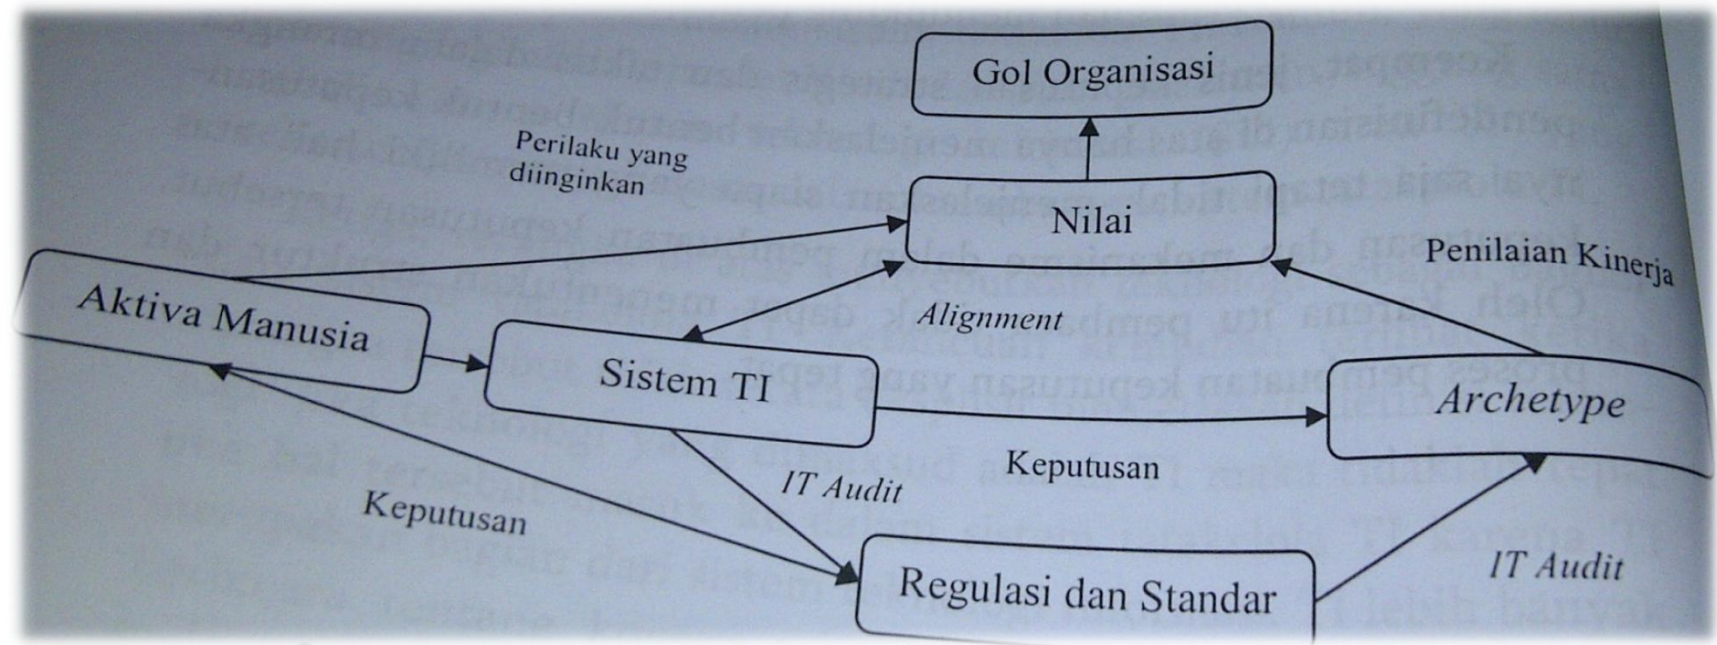 Gol Organisasi
Perilaku yang
diinginkan
Nilai
Penilaian Kinerja
Aktiva Manusia
Alignment
Sistem TI
Archetype
Keputusan
IT Audit
Keputusan
Regulasi dan Standar
IT Audit